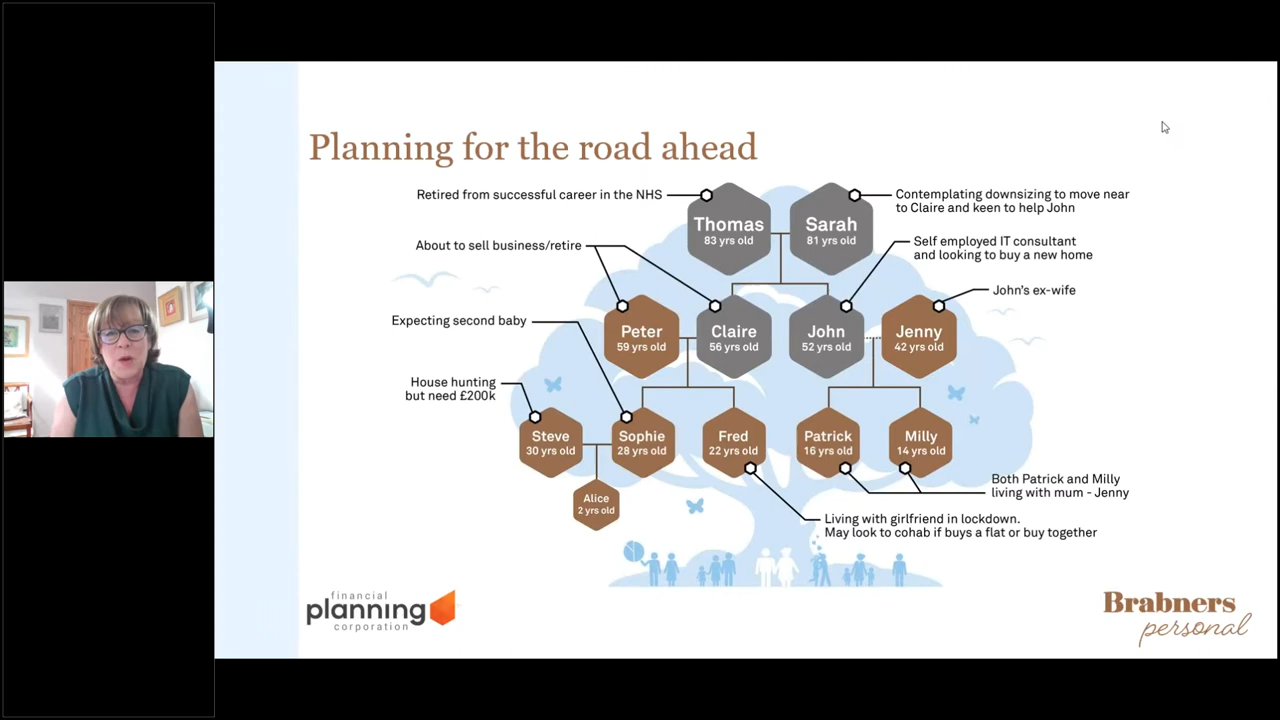 Planning for the road ahead
Retired from successful career in the NHS
Thomas
83 yrs old
Sarah
81 yrs old
Contemplating downsizing to move near
to Claire and keen to help John
About to sell business/retire
Self employed IT consultant
and looking to buy a new home
John's ex-wife
Expecting second baby
Peter
59 yrs old
Claire
56 yrs old
John
52 yrs old
Jenny
42 yrs old
House hunting
but need £200k
Steve
30 yrs old
Sophie
28 yrs old
Fred
22 yrs old
Patrick
16 yrs old
Milly
14 yrs old
Alice
2 yrs old
Both Patrick and Milly
living with mum - Jenny
Living with girlfriend in lockdown.
May look to cohab if buys a flat or buy together
financial
planning
corporation
Brabners
personal